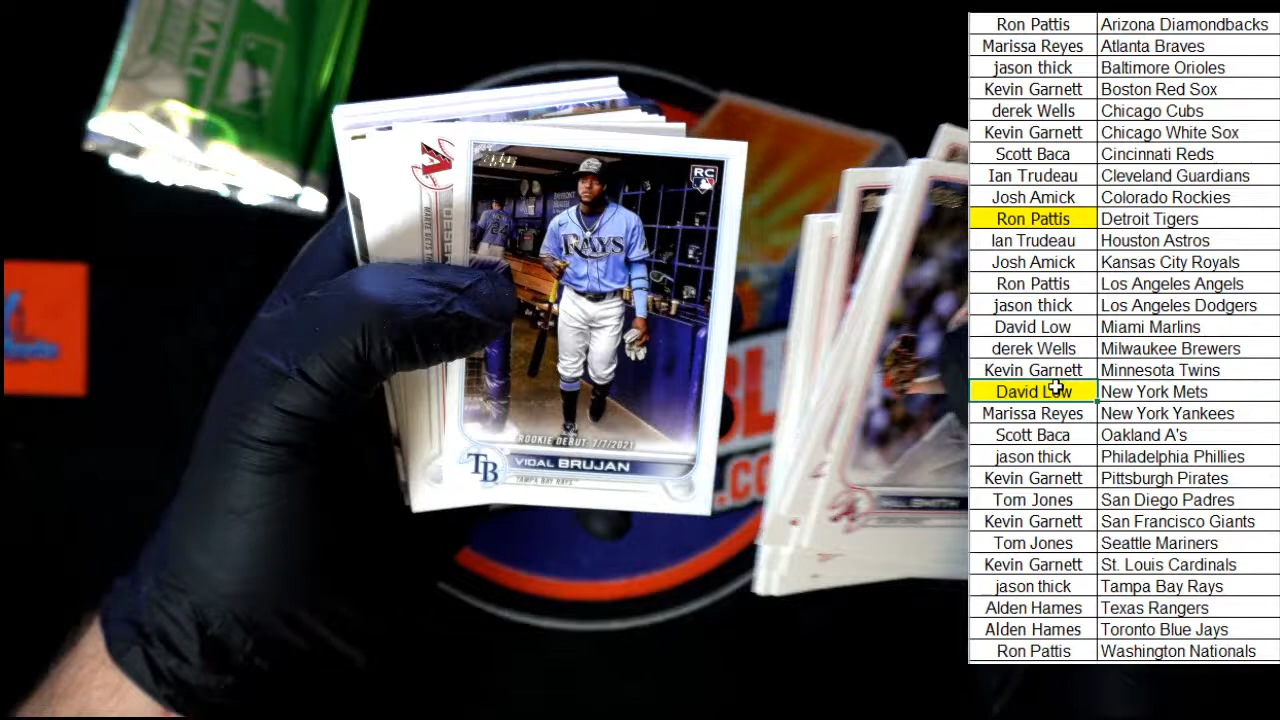 RC
RAYS
24
ROOKIE DEBUT - 7/7/2021
VIDAL BRUJAN
TB
TAMPA BAY RAYS
Ron Pattis Arizona Diamondbacks
Marissa Reyes Atlanta Braves
jason thick Baltimore Orioles
Kevin Garnett Boston Red Sox
derek Wells Chicago Cubs
Kevin Garnett Chicago White Sox
Scott Baca Cincinnati Reds
Ian Trudeau Cleveland Guardians
Josh Amick Colorado Rockies
Ron Pattis Detroit Tigers
Ian Trudeau Houston Astros
Josh Amick Kansas City Royals
Ron Pattis Los Angeles Angels
jason thick Los Angeles Dodgers
David Low Miami Marlins
derek Wells Milwaukee Brewers
Kevin Garnett Minnesota Twins
David Low New York Mets
Marissa Reyes New York Yankees
Scott Baca Oakland A's
jason thick Philadelphia Phillies
Kevin Garnett Pittsburgh Pirates
Tom Jones San Diego Padres
Kevin Garnett San Francisco Giants
Tom Jones Seattle Mariners
Kevin Garnett St. Louis Cardinals
jason thick Tampa Bay Rays
Alden Hames Texas Rangers
Alden Hames Toronto Blue Jays
Ron Pattis Washington Nationals